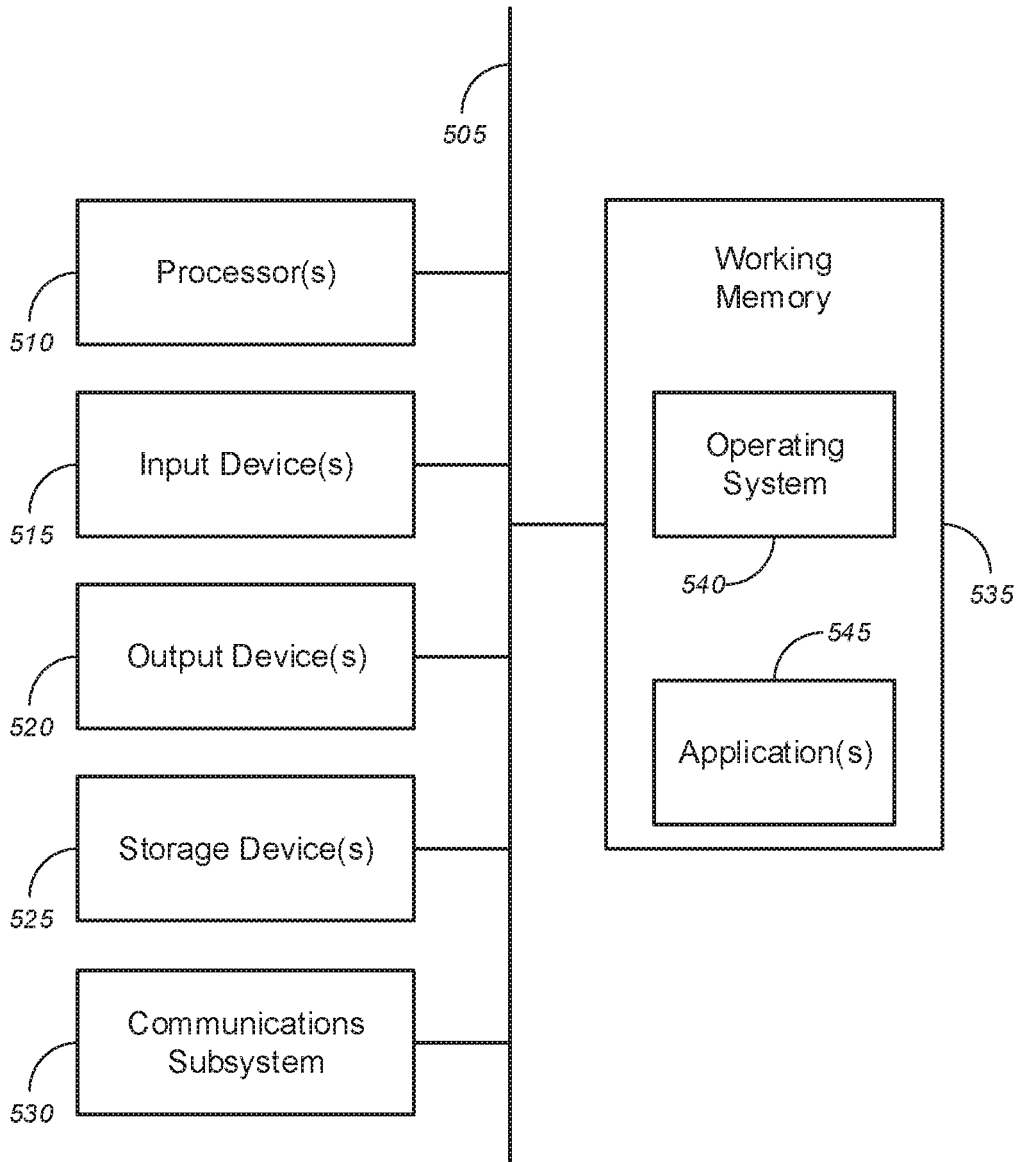 505
Processor(s)
510
Input Device(s)
515
Output Device(s)
520
Storage Device(s)
525
Communications
Subsystem
530
Working
Memory
Operating
System
540
535
545
Application(s)